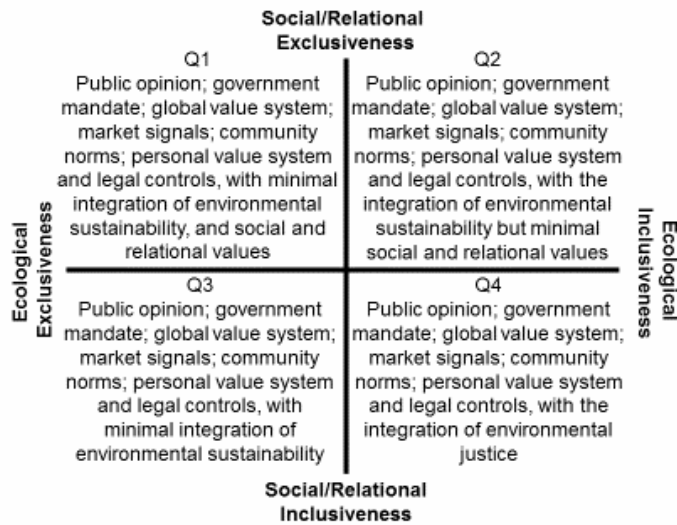 Social/Relational
Exclusiveness
Q1
Public opinion; government
mandate; global value system;
market signals; community
norms; personal value system
and legal controls, with minimal
integration of environmental
sustainability, and social and
relational values
Q2
Public opinion; government
mandate; global value system;
market signals; community
norms; personal value system
and legal controls, with the
integration of environmental
sustainability but minimal
social and relational values
Ecological
Exclusiveness
Ecological
Inclusiveness
Q3
Public opinion; government
mandate; global value system;
market signals; community
norms; personal value system
and legal controls, with
minimal integration of
environmental sustainability
Q4
Public opinion; government
mandate; global value system;
market signals; community
norms; personal value system
and legal controls, with the
integration of environmental
justice
Social/Relational
Inclusiveness